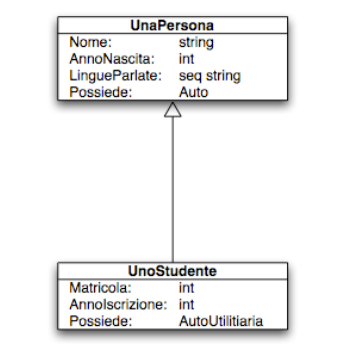 UnaPersona
Nome: string
AnnoNascita: int
LingueParlate: seq string
Possiede: Auto
UnoStudente
Matricola: int
AnnoIscrizione: int
Possiede: AutoUtilitiaria